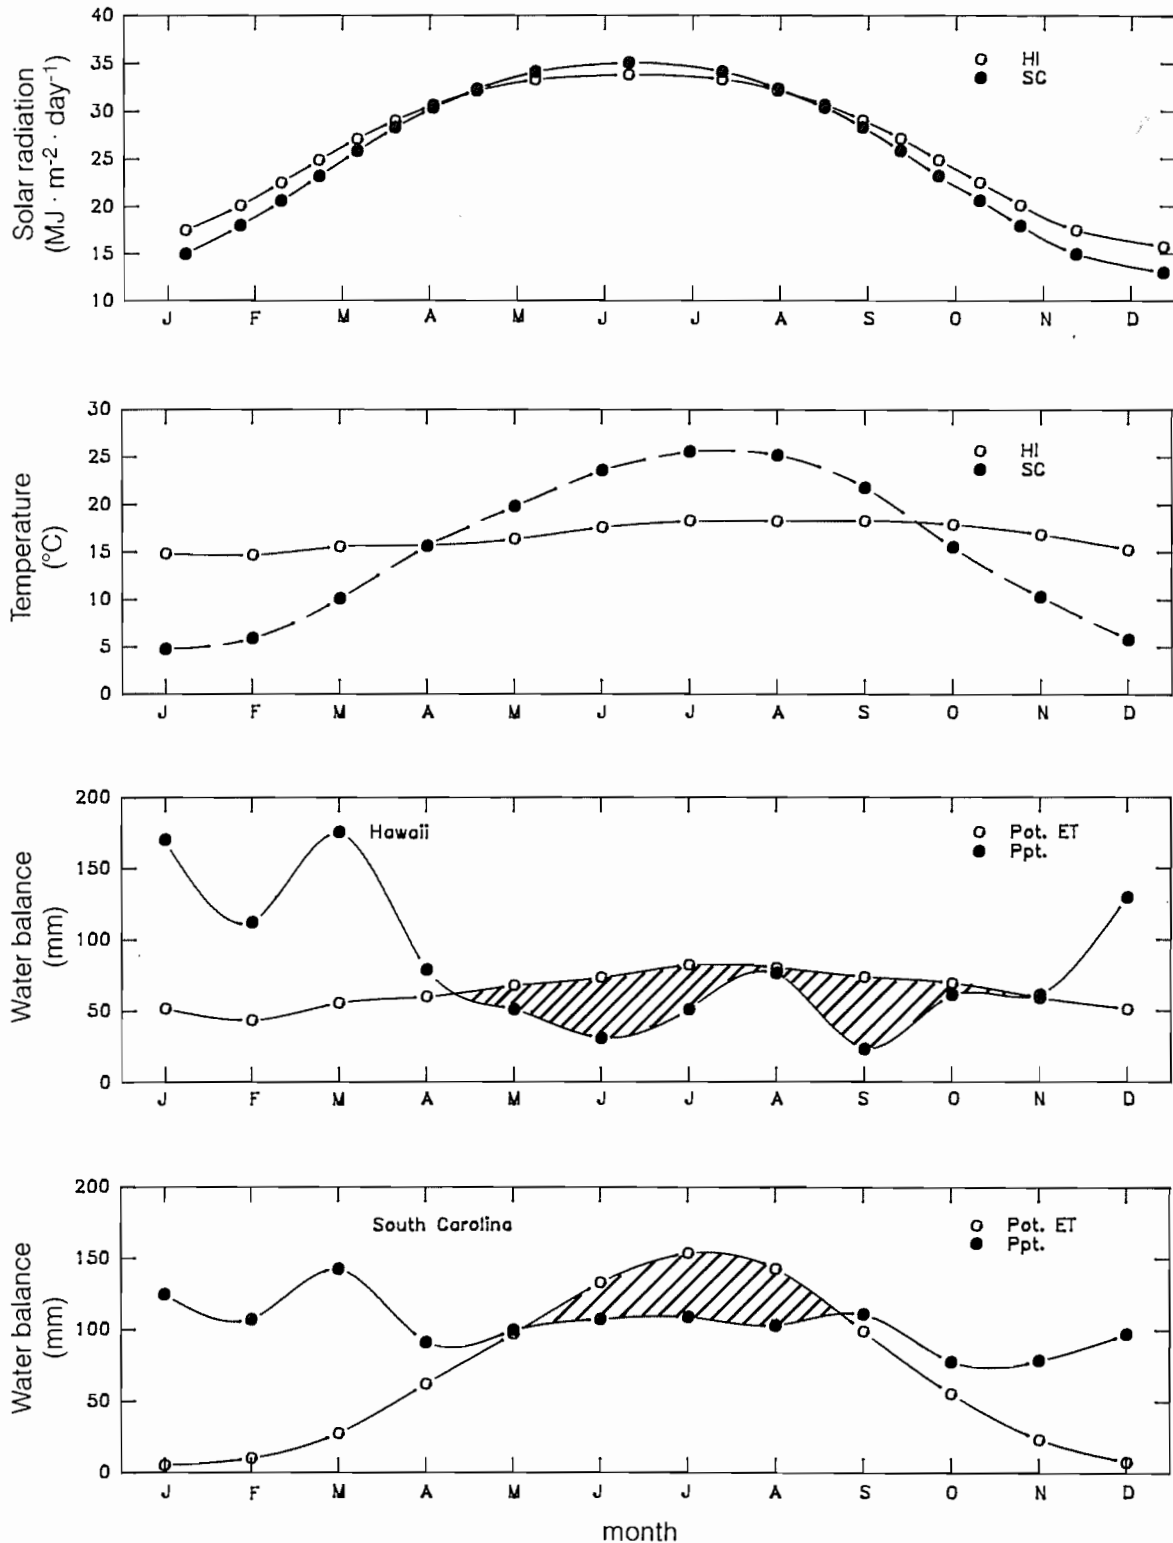 40
35
30
25
20
15
10
Solar radiation
(MJ · m-2 · day-1)
HI
SC
J F M A M J J A S O N D
30
25
20
15
10
5
0
Temperature
(°C)
HI
SC
J F M A M J J A S O N D
200
150
100
50
0
Water balance
(mm)
Hawaii
Pot. ET
Ppt.
J F M A M J J A S O N D
200
150
100
50
0
Water balance
(mm)
South Carolina
Pot. ET
Ppt.
J F M A M J J A S O N D
month